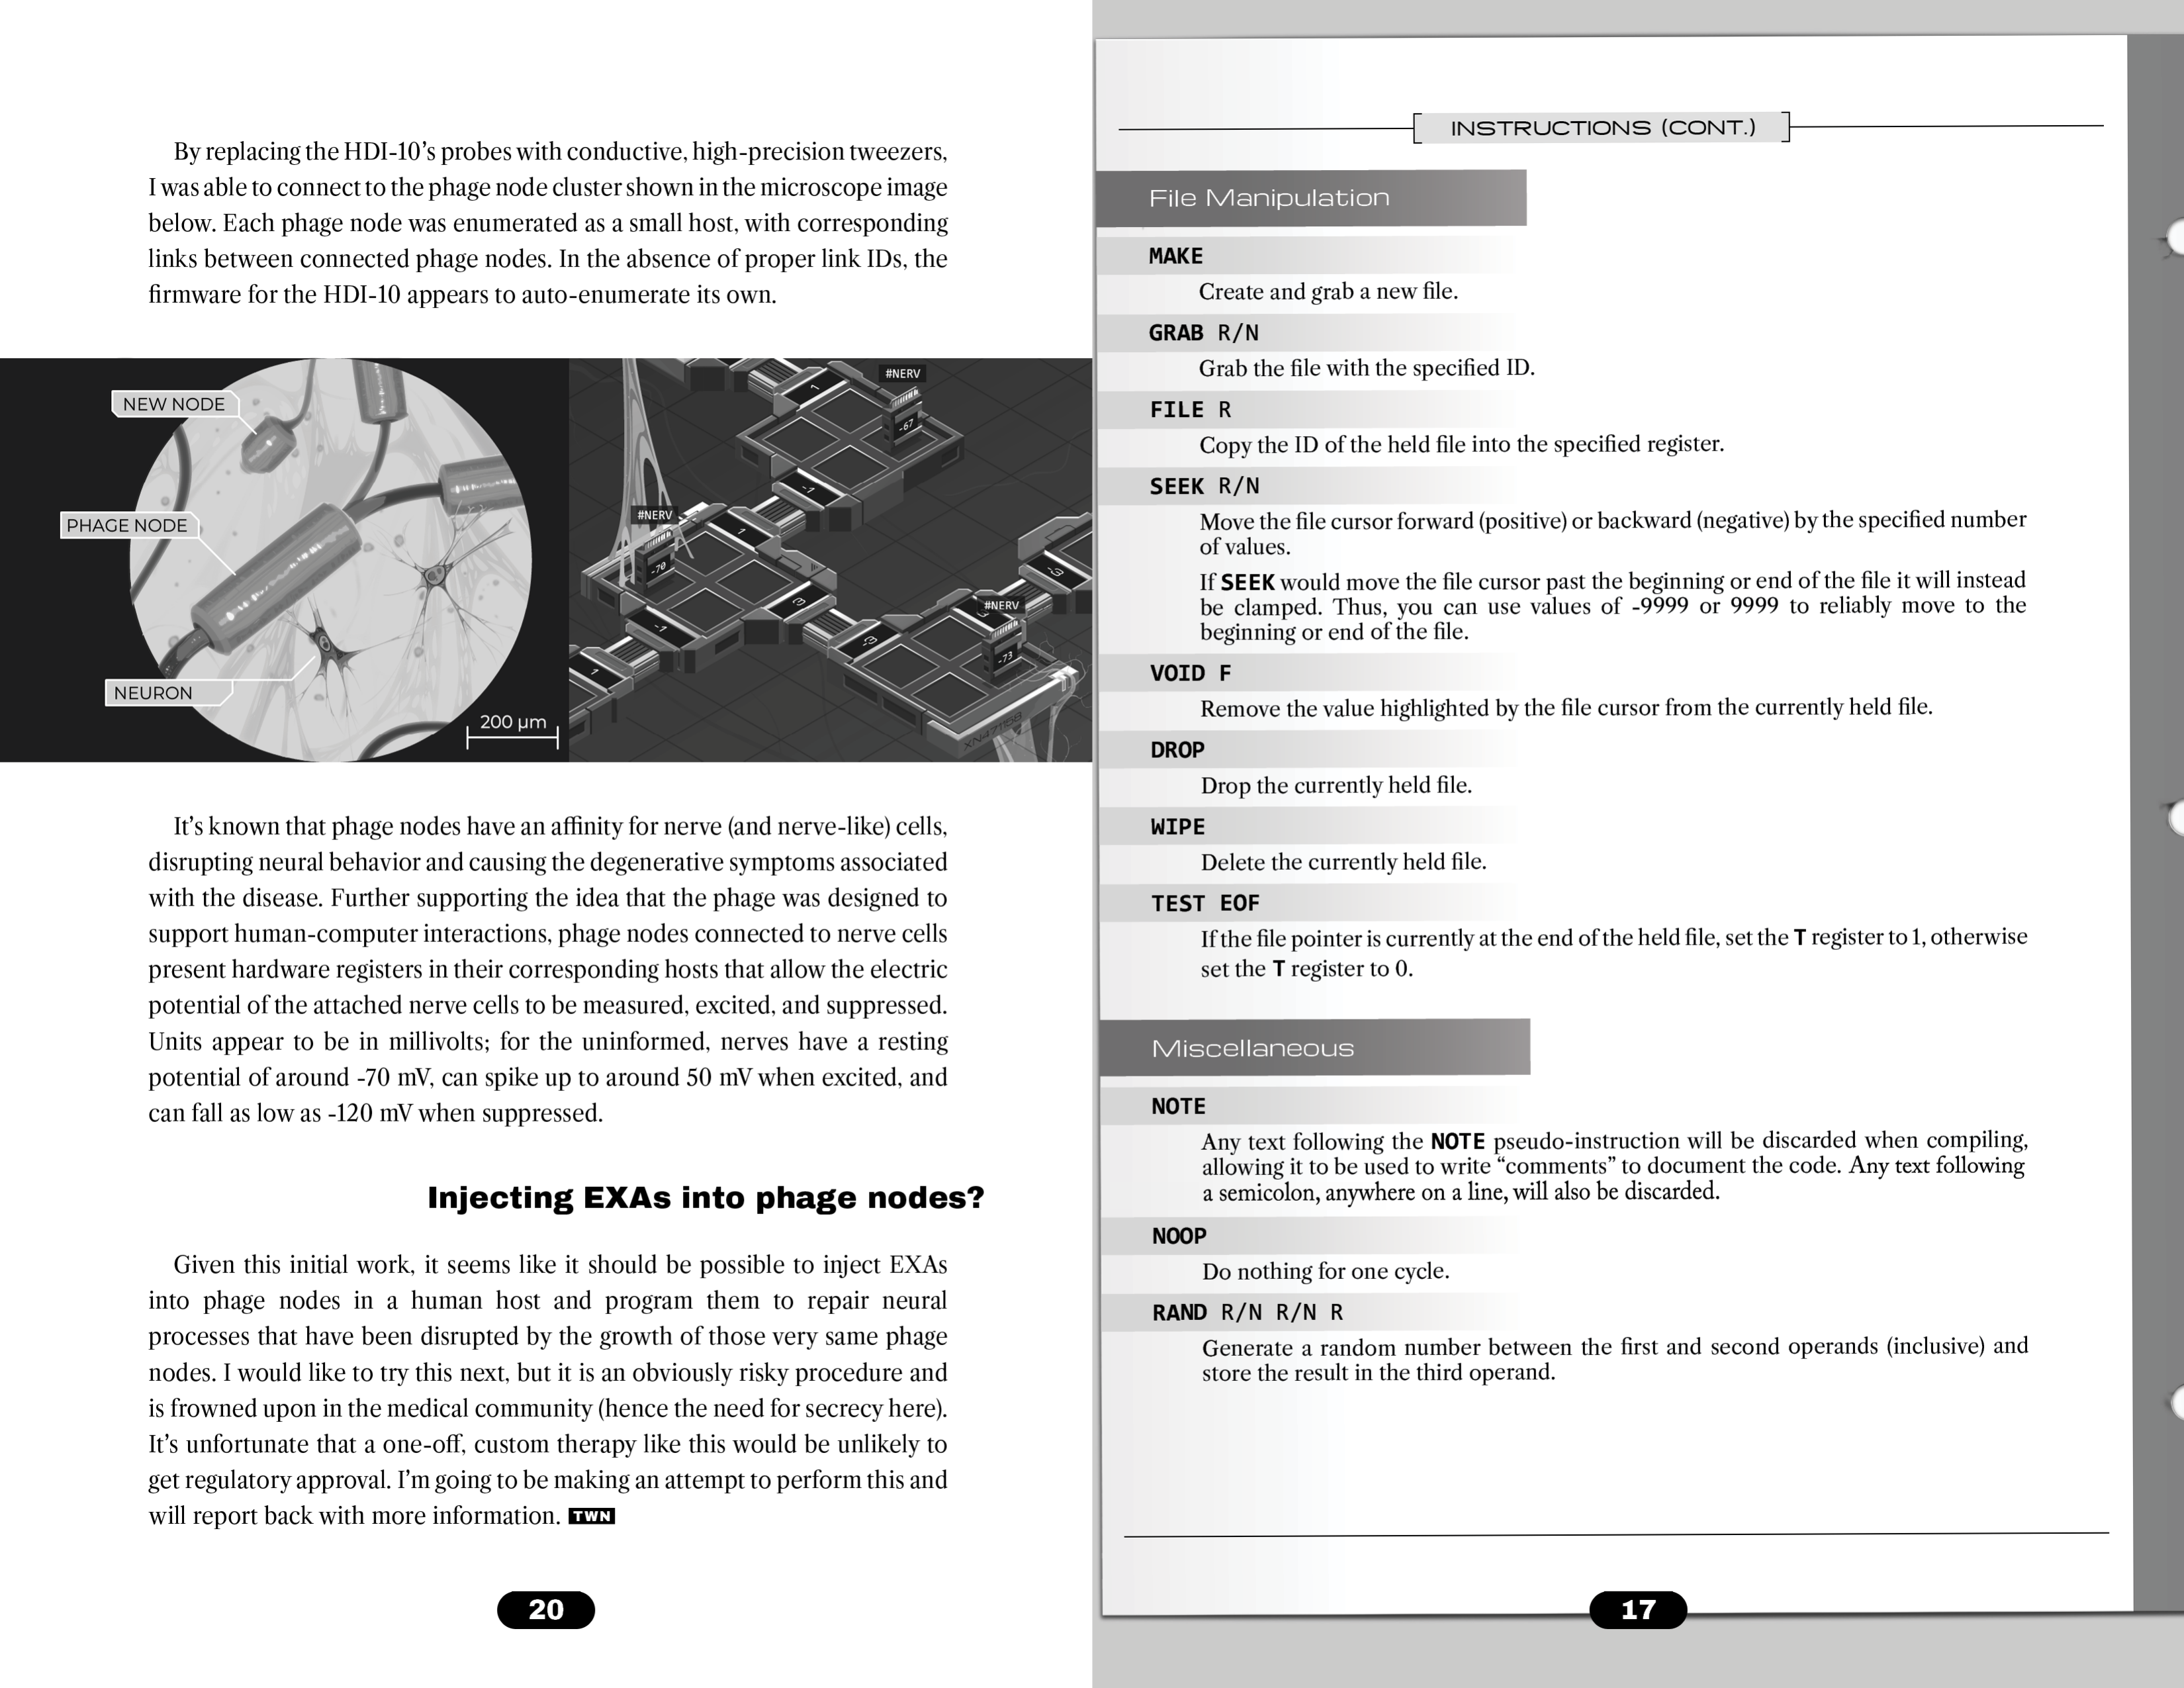 By replacing the HDI-10’s probes with conductive, high-precision tweezers,
I was able to connect to the phage node cluster shown in the microscope image
below. Each phage node was enumerated as a small host, with corresponding
links between connected phage nodes. In the absence of proper link IDs, the
firmware for the HDI-10 appears to auto-enumerate its own.
NEW NODE
PHAGE NODE
NEURON
200 µm
#NERV
-67
1
-1
#NERV
-70
1
3
-1
1
-3
-3
#NERV
-73
It’s known that phage nodes have an affinity for nerve (and nerve-like) cells,
disrupting neural behavior and causing the degenerative symptoms associated
with the disease. Further supporting the idea that the phage was designed to
support human-computer interactions, phage nodes connected to nerve cells
present hardware registers in their corresponding hosts that allow the electric
potential of the attached nerve cells to be measured, excited, and suppressed.
Units appear to be in millivolts; for the uninformed, nerves have a resting
potential of around -70 mV, can spike up to around 50 mV when excited, and
can fall as low as -120 mV when suppressed.
Injecting EXAs into phage nodes?
Given this initial work, it seems like it should be possible to inject EXAs
into phage nodes in a human host and program them to repair neural
processes that have been disrupted by the growth of those very same phage
nodes. I would like to try this next, but it is an obviously risky procedure and
is frowned upon in the medical community (hence the need for secrecy here).
It’s unfortunate that a one-off, custom therapy like this would be unlikely to
get regulatory approval. I’m going to be making an attempt to perform this and
will report back with more information. TWN
20
INSTRUCTIONS (CONT.)
File Manipulation
MAKE
Create and grab a new file.
GRAB R/N
Grab the file with the specified ID.
FILE R
Copy the ID of the held file into the specified register.
SEEK R/N
Move the file cursor forward (positive) or backward (negative) by the specified number
of values.
If SEEK would move the file cursor past the beginning or end of the file it will instead
be clamped. Thus, you can use values of -9999 or 9999 to reliably move to the
beginning or end of the file.
VOID F
Remove the value highlighted by the file cursor from the currently held file.
DROP
Drop the currently held file.
WIPE
Delete the currently held file.
TEST EOF
If the file pointer is currently at the end of the held file, set the T register to 1, otherwise
set the T register to 0.
Miscellaneous
NOTE
Any text following the NOTE pseudo-instruction will be discarded when compiling,
allowing it to be used to write “comments” to document the code. Any text following
a semicolon, anywhere on a line, will also be discarded.
NOOP
Do nothing for one cycle.
RAND R/N R/N R
Generate a random number between the first and second operands (inclusive) and
store the result in the third operand.
17